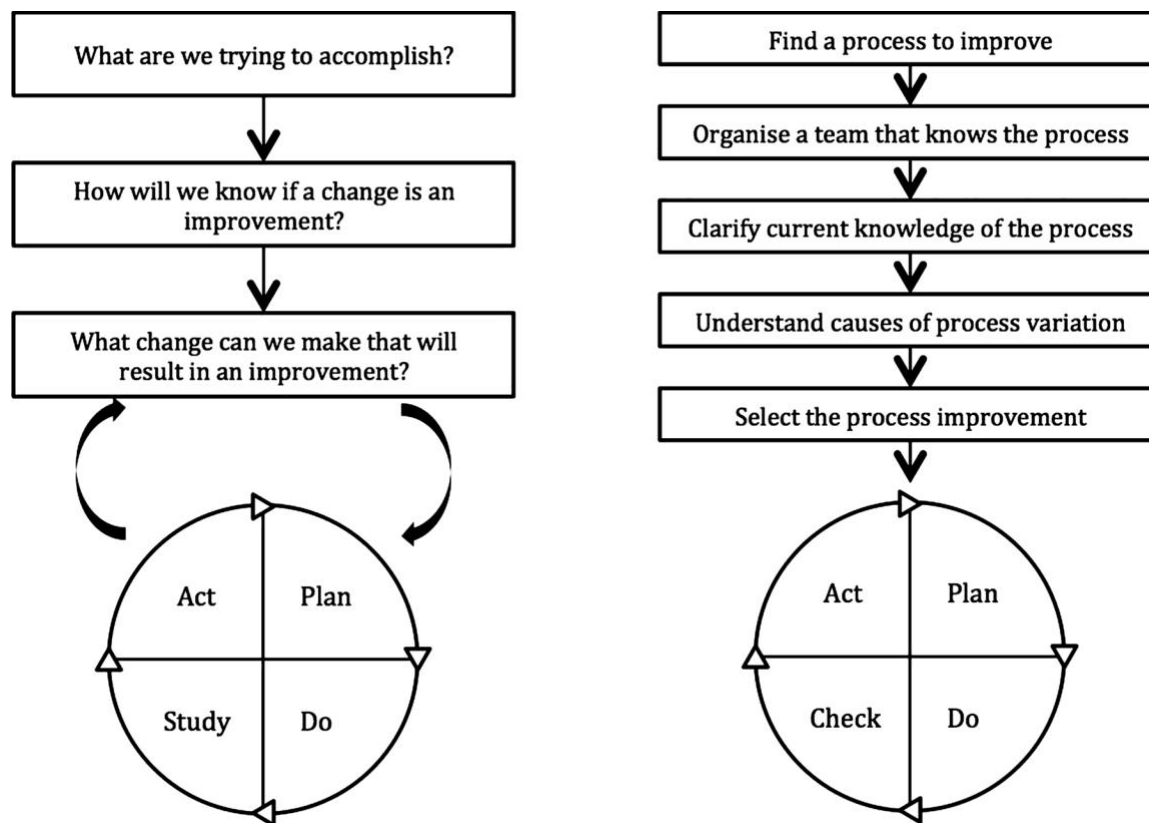 What are we trying to accomplish?
How will we know if a change is an
improvement?
What change can we make that will
result in an improvement?
Act
Plan
Study
Do
Find a process to improve
Organise a team that knows the process
Clarify current knowledge of the process
Understand causes of process variation
Select the process improvement
Act
Plan
Check
Do